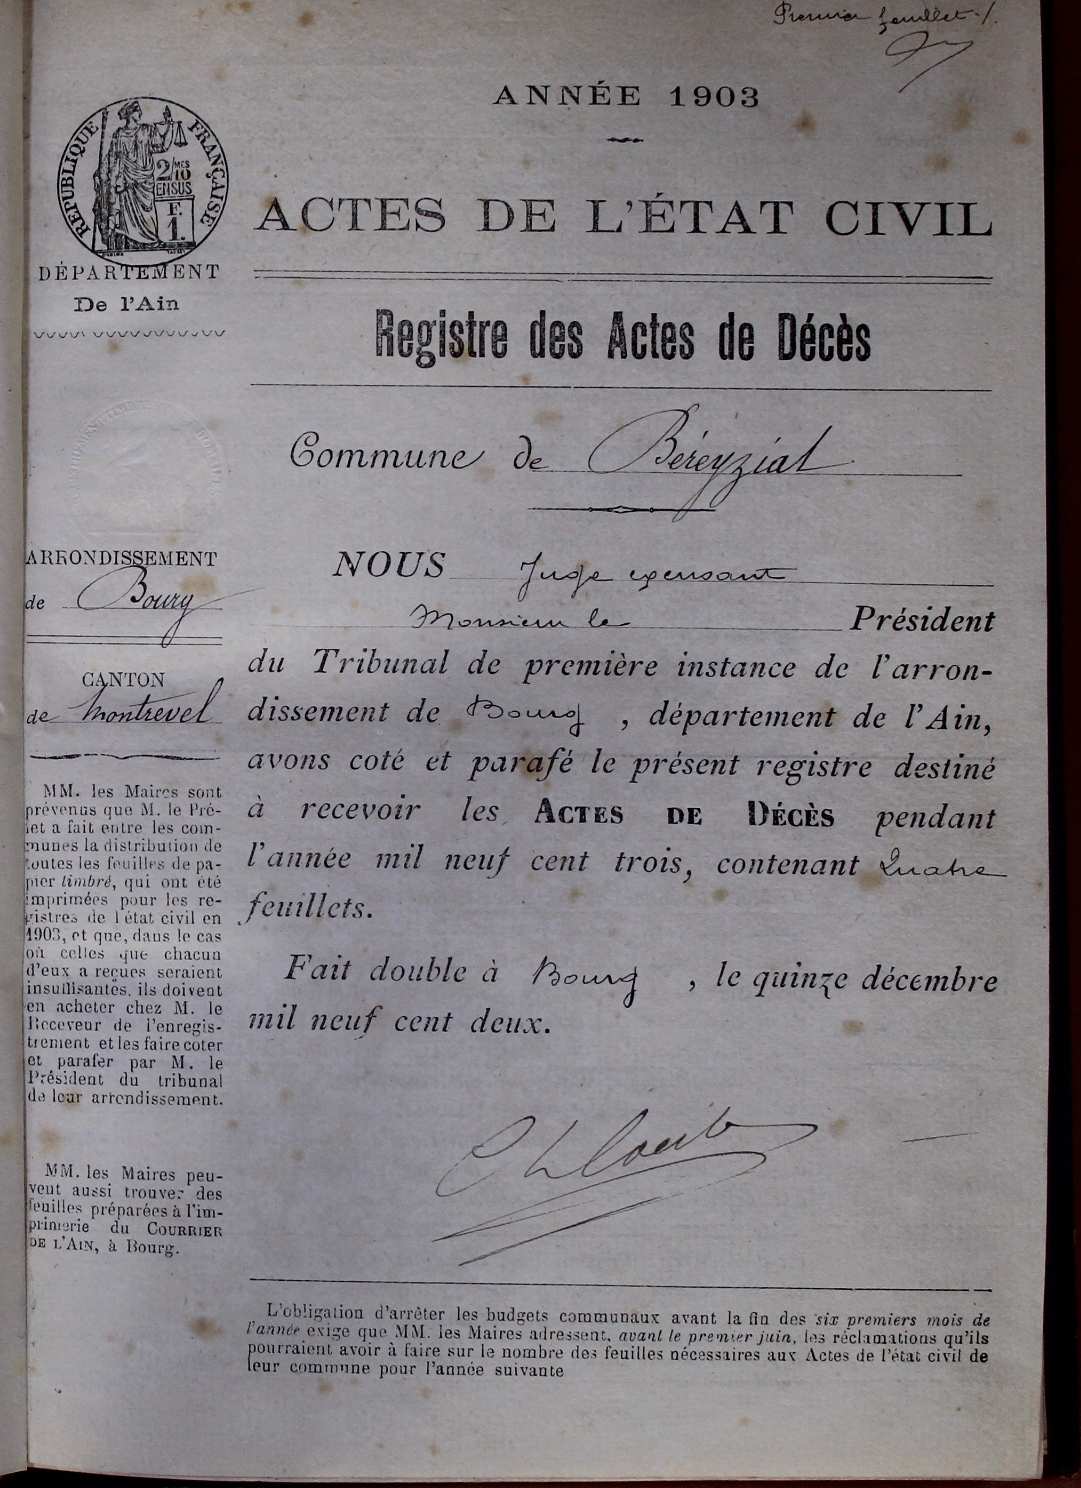 Premier feuillet ./.
ANNÉE 1903
RÉPUBLIQUE FRANÇAISE
2/10 MES
EN SUS
F.
1.
ACTES DE L'ÉTAT CIVIL
DÉPARTEMENT
De l'Ain
Registre des Actes de Décès
Commune de Béreyziat
ARRONDISSEMENT
de Bourg
CANTON
de Montrevel
MM. les Maires sont
prévenus que M. le Pré-
fet a fait entre les com-
munes la distribution de
toutes les feuilles de pa-
pier timbré, qui ont été
imprimées pour les re-
gistres de l'état civil en
1903, et que, dans le cas
où celles que chacun
d'eux a reçues seraient
insuffisantes, ils doivent
en acheter chez M. le
Receveur de l'enregis-
trement et les faire coter
et parafer par M. le
Président du tribunal
de leur arrondissement.
MM. les Maires peu-
vent aussi trouver des
feuilles préparées à l'im-
primerie du COURRIER
DE L'AIN, à Bourg.
NOUS Juge exerçant
Monsieur le Président
du Tribunal de première instance de l'arron-
dissement de Bourg, département de l'Ain,
avons coté et parafé le présent registre destiné
à recevoir les ACTES DE DÉCÈS pendant
l'année mil neuf cent trois, contenant Quatre
feuillets.
Fait double à Bourg, le quinze décembre
mil neuf cent deux.
L'obligation d'arrêter les budgets communaux avant la fin des six premiers mois de
l'année exige que MM. les Maires adressent, avant le premier juin, les réclamations qu'ils
pourraient avoir à faire sur le nombre des feuilles nécessaires aux Actes de l'état civil de
leur commune pour l'année suivante